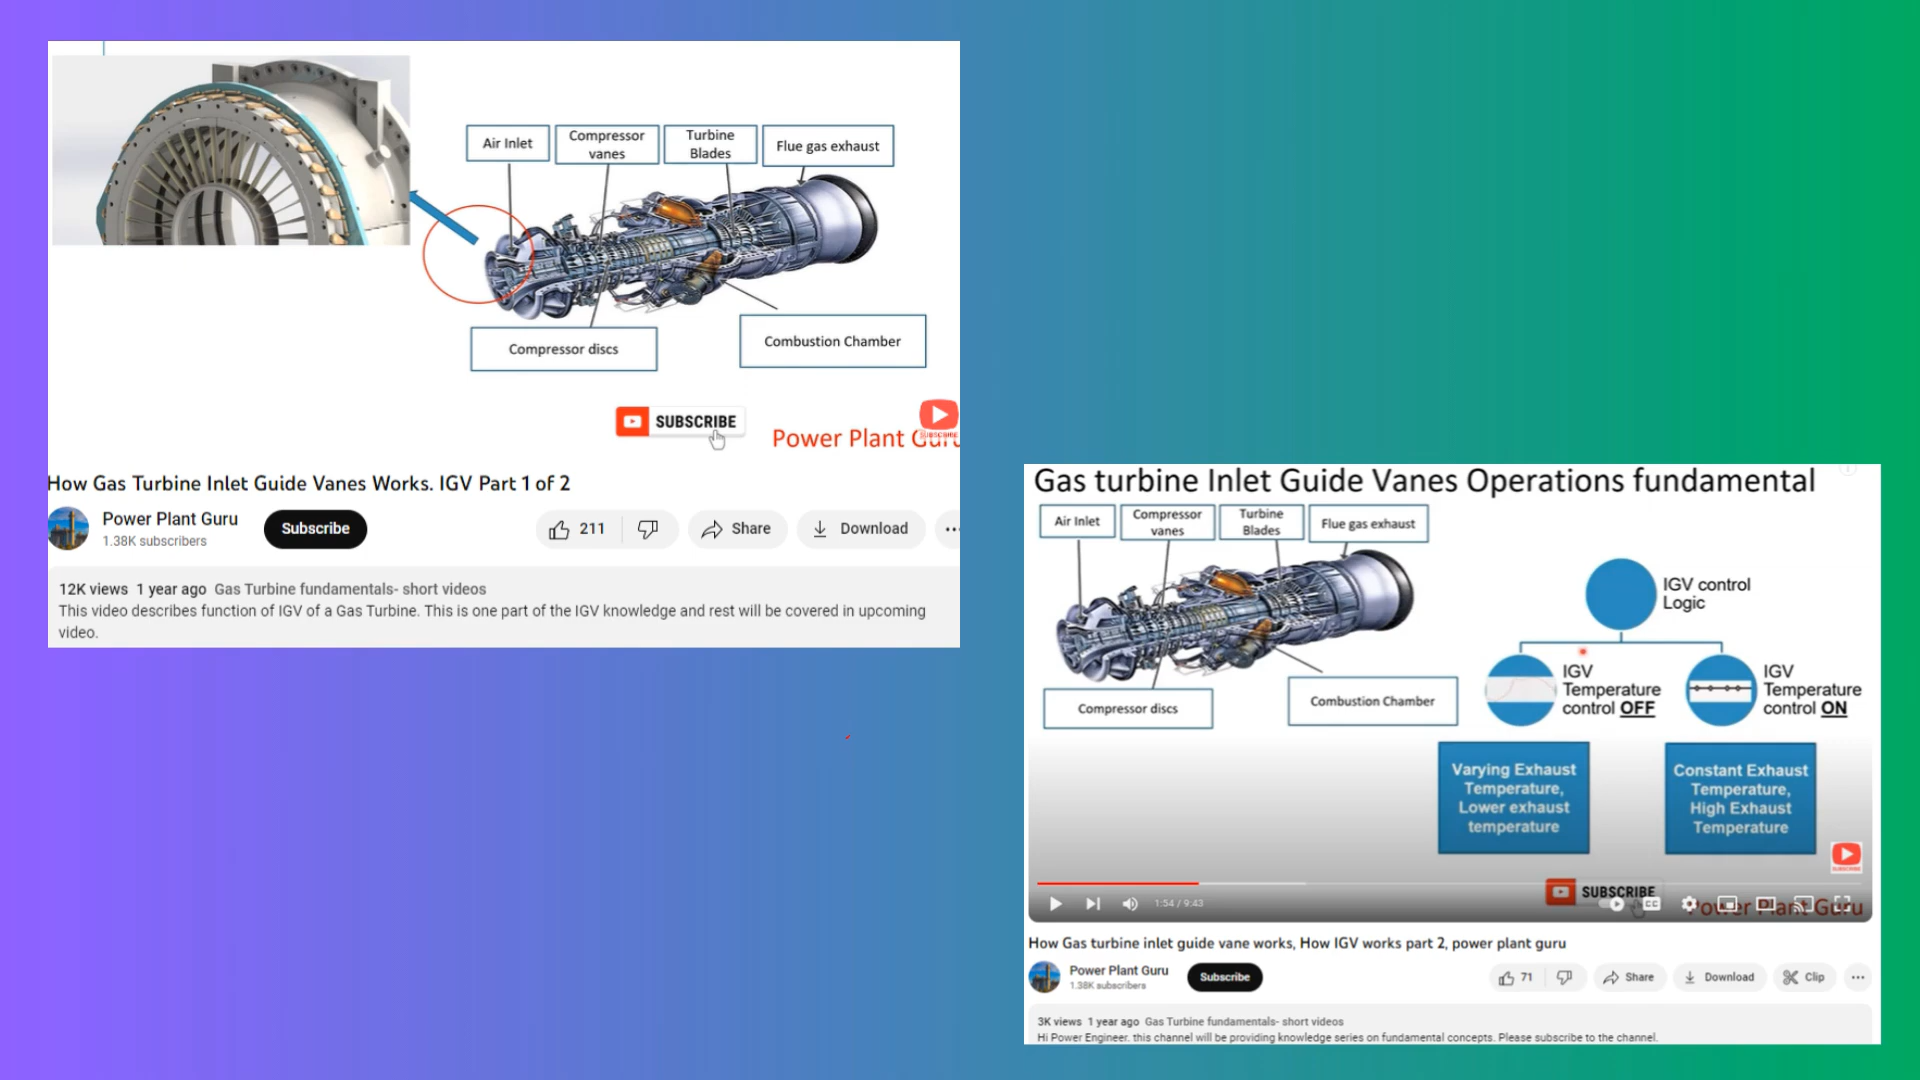 Air Inlet
Compressor
vanes
Turbine
Blades
Flue gas exhaust
Compressor discs
Combustion Chamber
SUBSCRIBE
Power Plant Guru
SUBSCRIBE
How Gas Turbine Inlet Guide Vanes Works. IGV Part 1 of 2
Power Plant Guru
1.38K subscribers
Subscribe
211
Share
Download
12K views 1 year ago Gas Turbine fundamentals- short videos
This video describes function of IGV of a Gas Turbine. This is one part of the IGV knowledge and rest will be covered in upcoming
video.
Gas turbine Inlet Guide Vanes Operations fundamental
Air Inlet
Compressor
vanes
Turbine
Blades
Flue gas exhaust
Compressor discs
Combustion Chamber
IGV control
Logic
IGV
Temperature
control OFF
IGV
Temperature
control ON
Varying Exhaust
Temperature,
Lower exhaust
temperature
Constant Exhaust
Temperature,
High Exhaust
Temperature
SUBSCRIBE
SUBSCRIBE
1:54 / 9:43
CC
Power Plant Guru
How Gas turbine inlet guide vane works, How IGV works part 2, power plant guru
Power Plant Guru
1.38K subscribers
Subscribe
71
Share
Download
Clip
3K views 1 year ago Gas Turbine fundamentals- short videos
Hi Power Engineer. this channel will be providing knowledge series on fundamental concepts. Please subscribe to the channel.